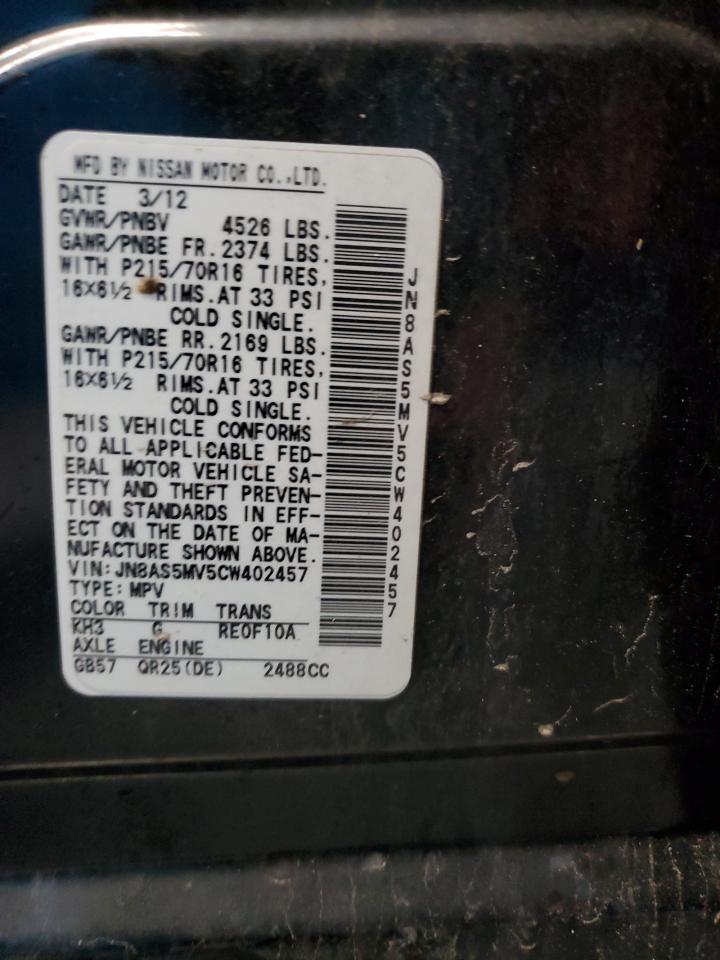 MFD BY NISSAN MOTOR CO.,LTD.
DATE 3/12
GVWR/PNBV 4526 LBS.
GAWR/PNBE FR. 2374 LBS.
WITH P215/70R16 TIRES,
16X6½ RIMS.AT 33 PSI
COLD SINGLE.
GAWR/PNBE RR. 2169 LBS.
WITH P215/70R16 TIRES,
16X6½ RIMS.AT 33 PSI
COLD SINGLE.
THIS VEHICLE CONFORMS
TO ALL APPLICABLE FED-
ERAL MOTOR VEHICLE SA-
FETY AND THEFT PREVEN-
TION STANDARDS IN EFF-
ECT ON THE DATE OF MA-
NUFACTURE SHOWN ABOVE.
VIN:JN8AS5MV5CW402457
TYPE:MPV
COLOR TRIM TRANS
KH3 G RE0F10A
AXLE ENGINE
GB57 QR25(DE) 2488CC
JN8AS5MV5CW402457